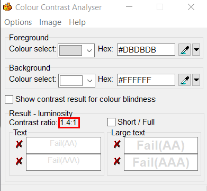 Colour Contrast Analyser
Options Image Help
Foreground
Colour select: Hex: #DBDBDB
Background
Colour select: Hex: #FFFFFF
Show contrast result for colour blindness
Result - luminosity
Contrast ratio: 1.4:1 Short / Full
Text Large text
Fail(AA) Fail(AA)
Fail(AAA) Fail(AAA)